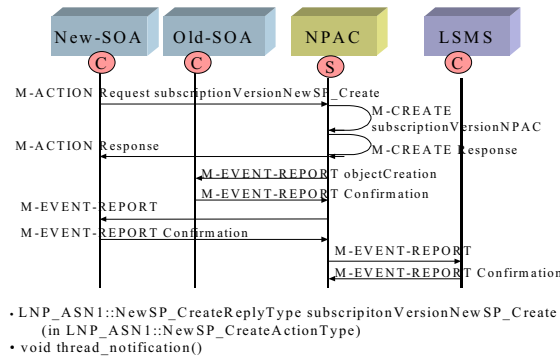 New-SOA Old-SOA NPAC LSMS
C C S C
M-ACTION Request subscriptionVersionNewSP_Create
M-CREATE
subscriptionVersionNPAC
M-ACTION Response
M-CREATE Response
M-EVENT-REPORT objectCreation
M-EVENT-REPORT Confirmation
M-EVENT-REPORT
M-EVENT-REPORT Confirmation
M-EVENT-REPORT
M-EVENT-REPORT Confirmation
• LNP_ASN1::NewSP_CreateReplyType subscripitonVersionNewSP_Create
(in LNP_ASN1::NewSP_CreateActionType)
• void thread_notification()